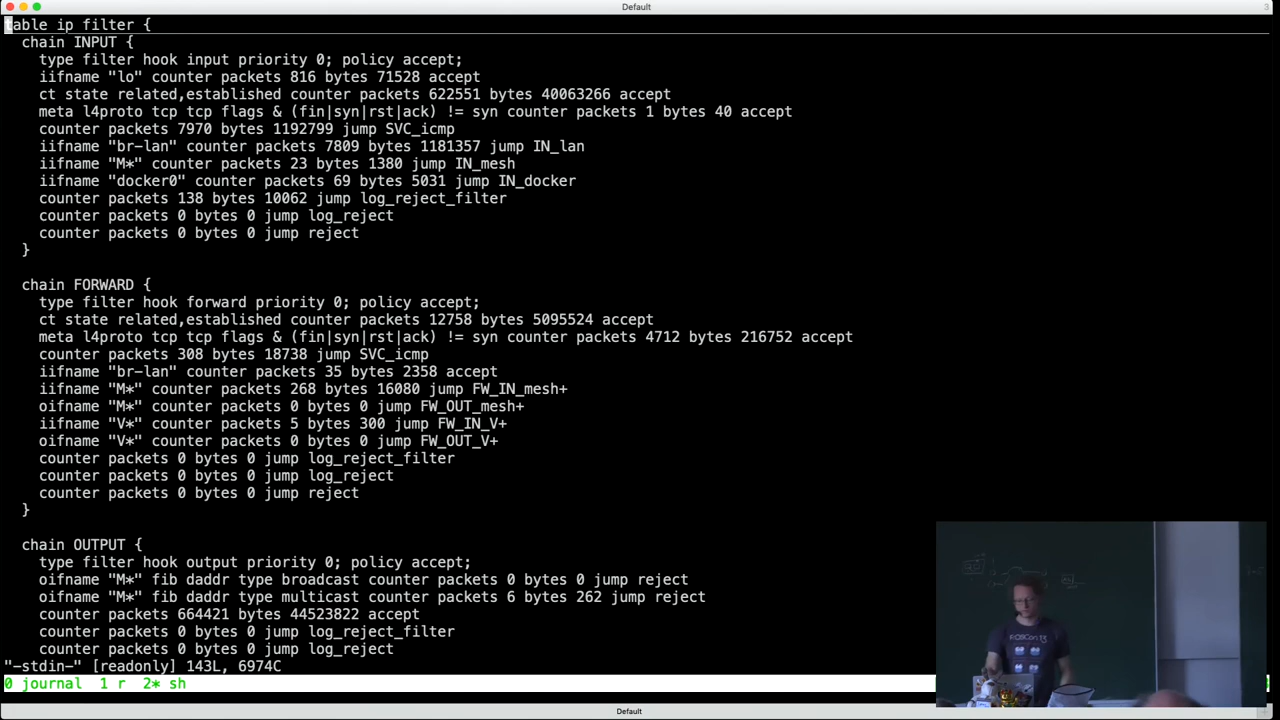 Default
3
table ip filter {
chain INPUT {
type filter hook input priority 0; policy accept;
iifname "lo" counter packets 816 bytes 71528 accept
ct state related,established counter packets 622551 bytes 40063266 accept
meta l4proto tcp tcp flags & (fin|syn|rst|ack) != syn counter packets 1 bytes 40 accept
counter packets 7970 bytes 1192799 jump SVC_icmp
iifname "br-lan" counter packets 7809 bytes 1181357 jump IN_lan
iifname "M*" counter packets 23 bytes 1380 jump IN_mesh
iifname "docker0" counter packets 69 bytes 5031 jump IN_docker
counter packets 138 bytes 10062 jump log_reject_filter
counter packets 0 bytes 0 jump log_reject
counter packets 0 bytes 0 jump reject
}
chain FORWARD {
type filter hook forward priority 0; policy accept;
ct state related,established counter packets 12758 bytes 5095524 accept
meta l4proto tcp tcp flags & (fin|syn|rst|ack) != syn counter packets 4712 bytes 216752 accept
counter packets 308 bytes 18738 jump SVC_icmp
iifname "br-lan" counter packets 35 bytes 2358 accept
iifname "M*" counter packets 268 bytes 16080 jump FW_IN_mesh+
oifname "M*" counter packets 0 bytes 0 jump FW_OUT_mesh+
iifname "V*" counter packets 5 bytes 300 jump FW_IN_V+
oifname "V*" counter packets 0 bytes 0 jump FW_OUT_V+
counter packets 0 bytes 0 jump log_reject_filter
counter packets 0 bytes 0 jump log_reject
counter packets 0 bytes 0 jump reject
}
chain OUTPUT {
type filter hook output priority 0; policy accept;
oifname "M*" fib daddr type broadcast counter packets 0 bytes 0 jump reject
oifname "M*" fib daddr type multicast counter packets 6 bytes 262 jump reject
counter packets 664421 bytes 44523822 accept
counter packets 0 bytes 0 jump log_reject_filter
counter packets 0 bytes 0 jump log_reject
"-stdin-" [readonly] 143L, 6974C
0 journal 1 r 2* sh
Default